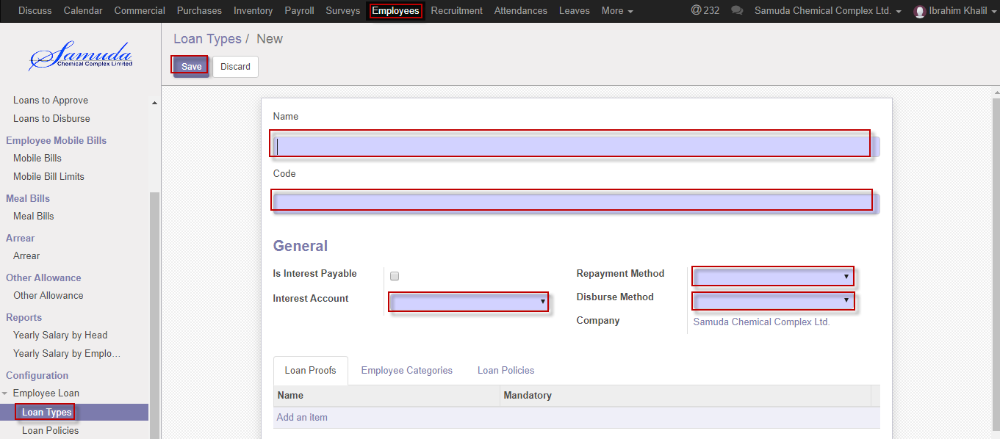 Discuss Calendar Commercial Purchases Inventory Payroll Surveys Employees Recruitment Attendances Leaves More @ 232 Samuda Chemical Complex Ltd. Ibrahim Khalil
Samuda
Chemical Complex Limited
Loans to Approve
Loans to Disburse
Employee Mobile Bills
Mobile Bills
Mobile Bill Limits
Meal Bills
Meal Bills
Arrear
Arrear
Other Allowance
Other Allowance
Reports
Yearly Salary by Head
Yearly Salary by Emplo...
Configuration
Employee Loan
Loan Types
Loan Policies
Loan Types / New
Save Discard
Name
Code
General
Is Interest Payable
Interest Account
Repayment Method
Disburse Method
Company Samuda Chemical Complex Ltd.
Loan Proofs Employee Categories Loan Policies
Name Mandatory
Add an item